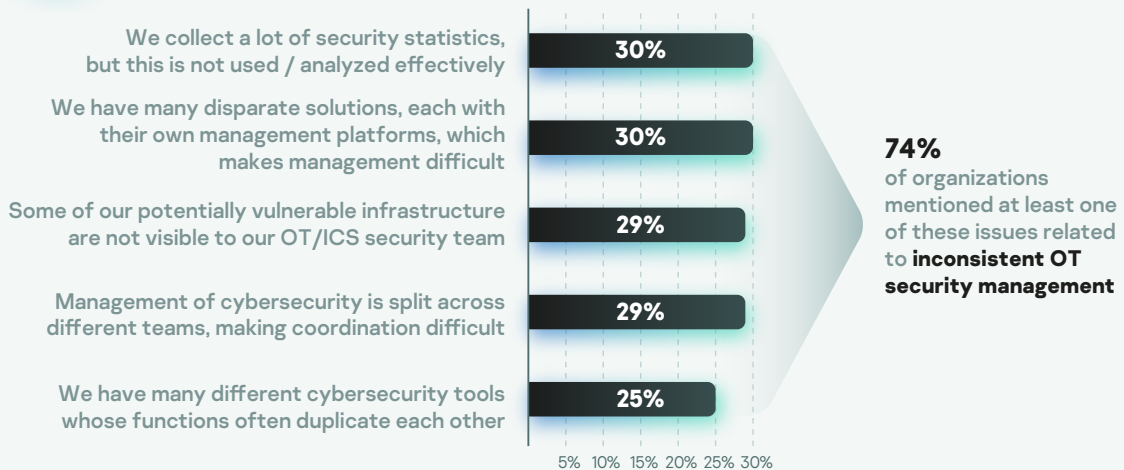 We collect a lot of security statistics,
but this is not used / analyzed effectively
30%
We have many disparate solutions, each with
their own management platforms, which
makes management difficult
30%
Some of our potentially vulnerable infrastructure
are not visible to our OT/ICS security team
29%
Management of cybersecurity is split across
different teams, making coordination difficult
29%
We have many different cybersecurity tools
whose functions often duplicate each other
25%
5% 10% 15% 20% 25% 30%
74%
of organizations
mentioned at least one
of these issues related
to inconsistent OT
security management